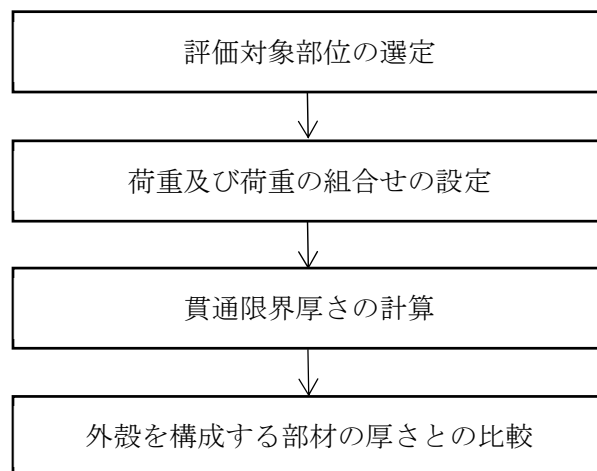 評価対象部位の選定
荷重及び荷重の組合せの設定
貫通限界厚さの計算
外殻を構成する部材の厚さとの比較